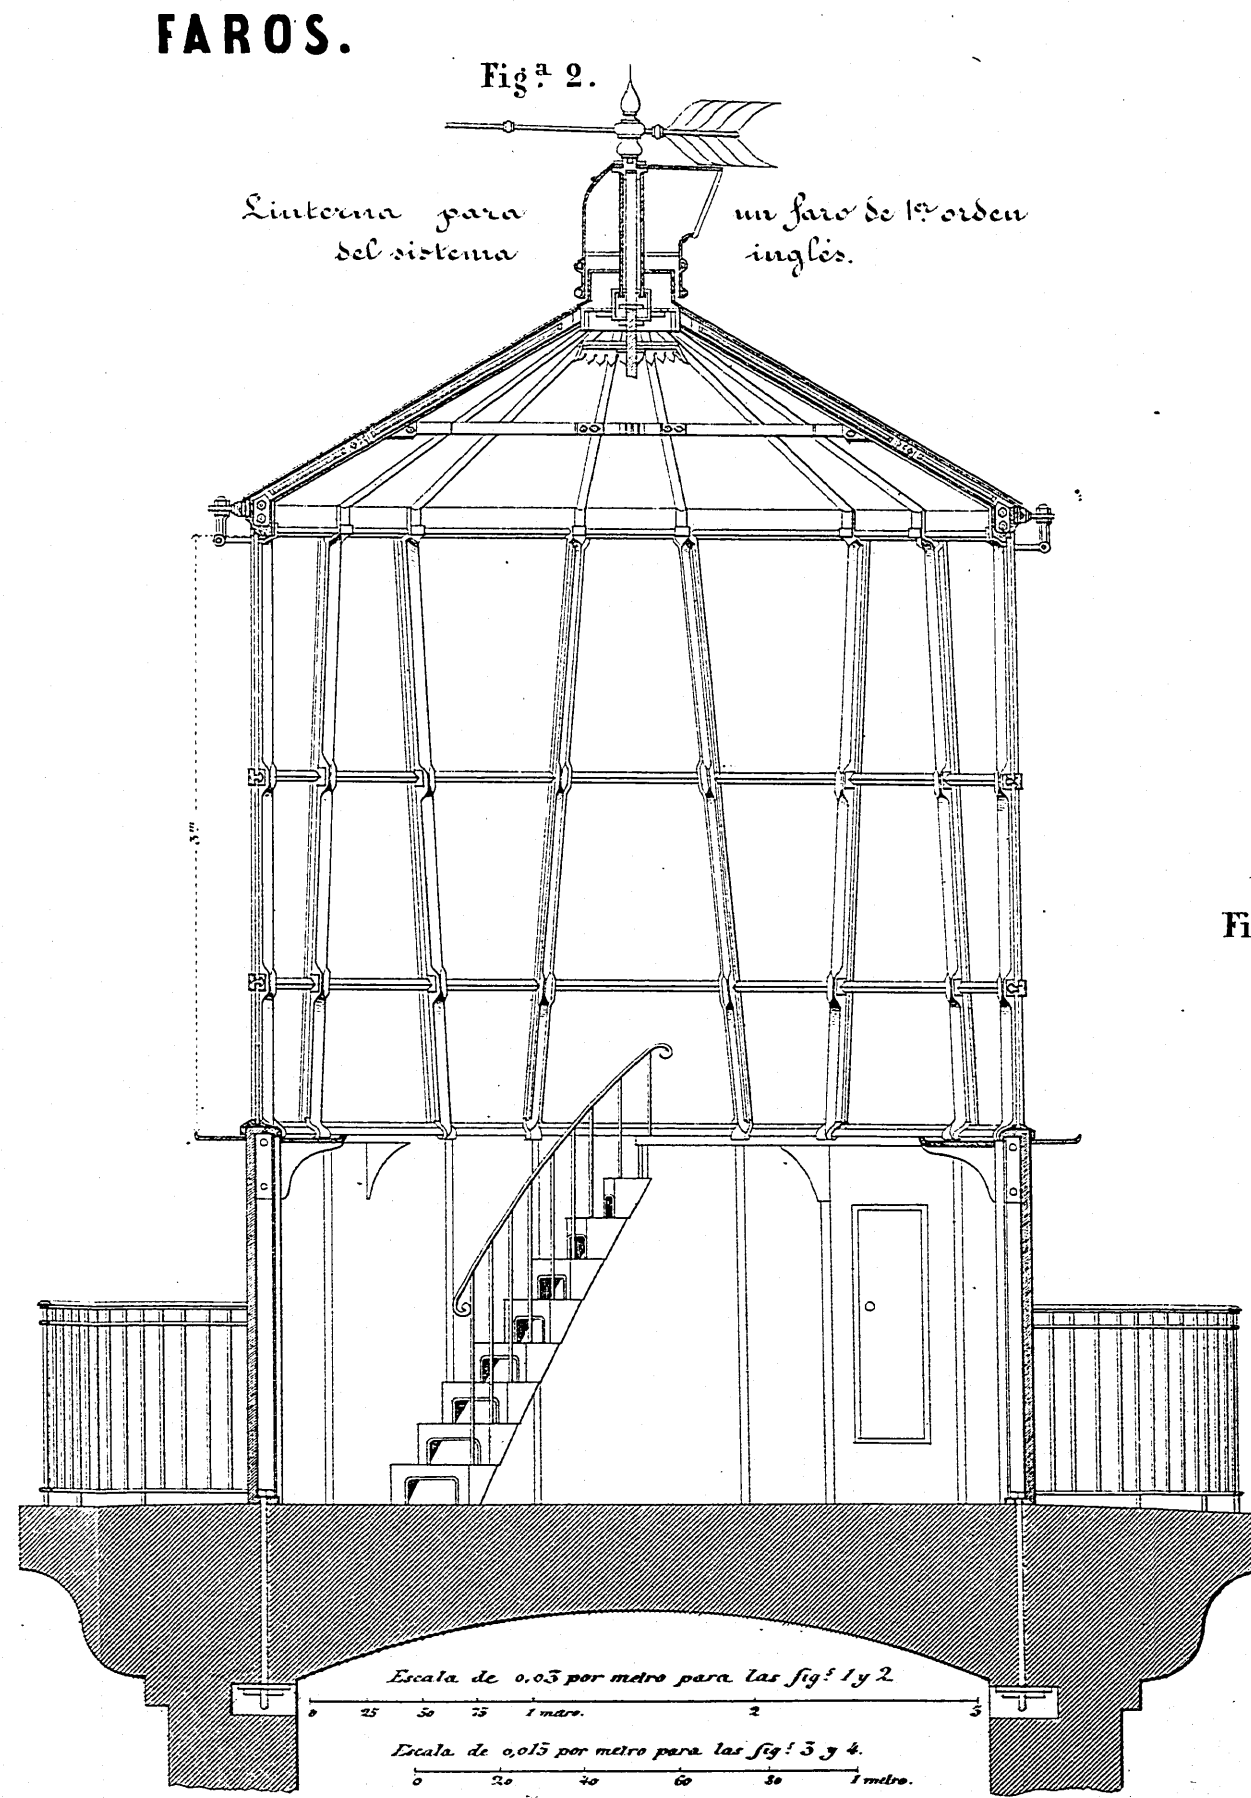 FAROS.
Figª. 2.
Linterna para un faro de 1er orden
del sistema inglés.
3m
Fi
Escala de 0,03 por metro para las figs. 1 y 2
0 25 50 75 1 metro. 2 3
Escala de 0,015 por metro para las figs. 3 y 4.
0 20 40 60 80 1 metro.